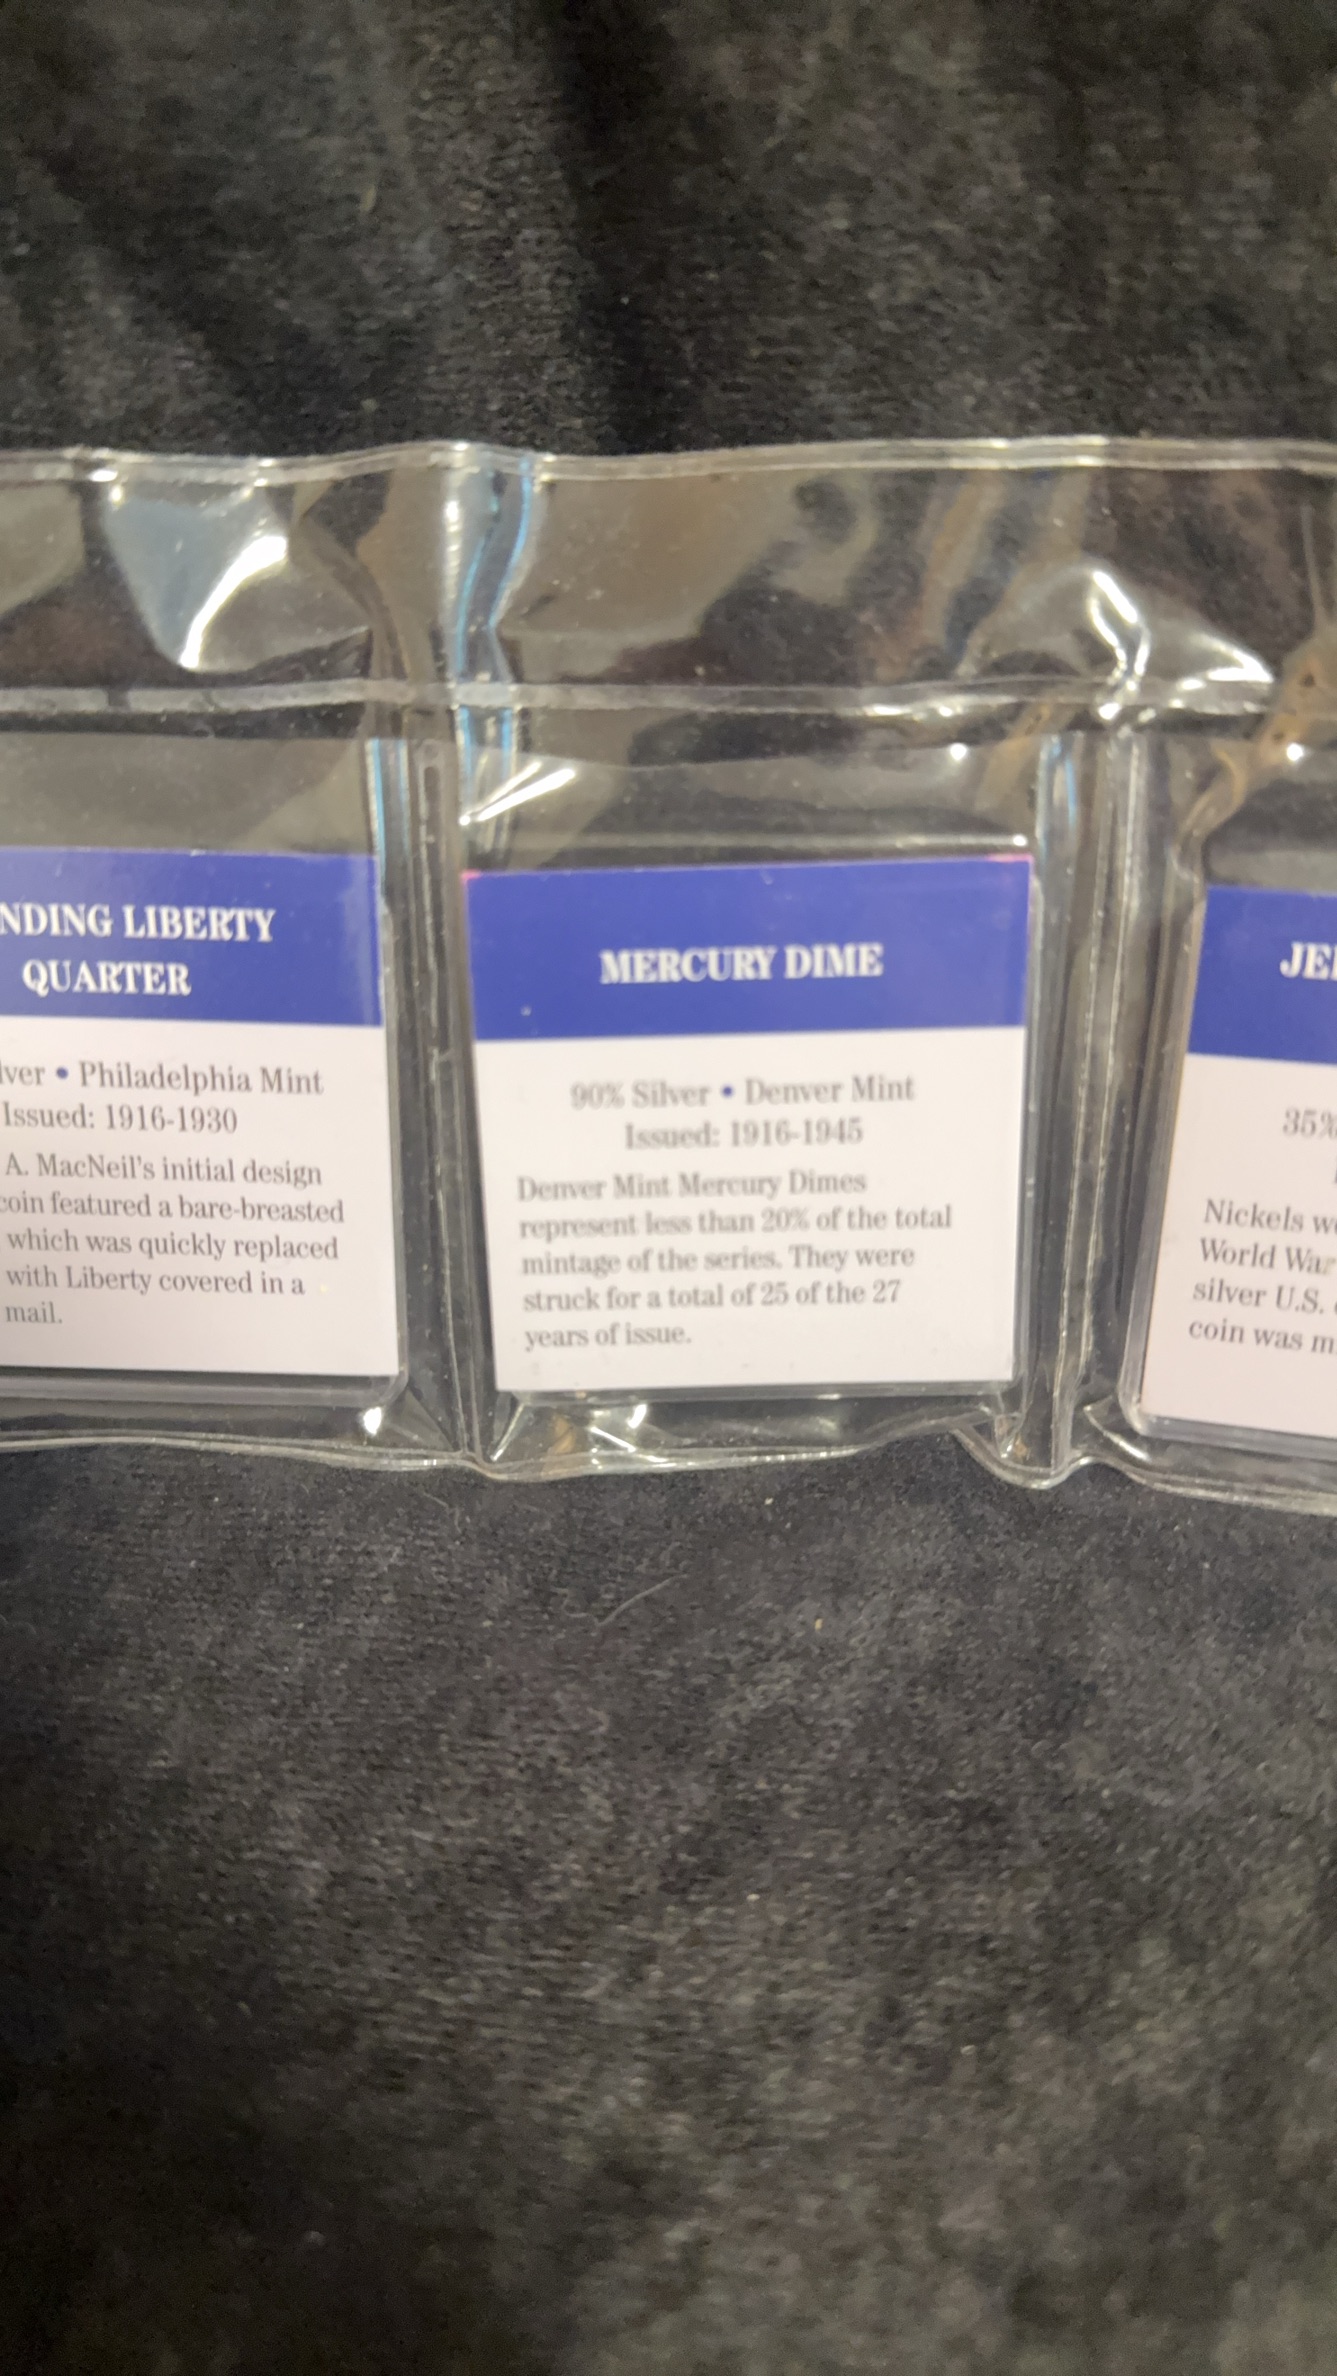 NDING LIBERTY
QUARTER
lver • Philadelphia Mint
Issued: 1916-1930
A. MacNeil's initial design
coin featured a bare-breasted
which was quickly replaced
with Liberty covered in a
mail.
MERCURY DIME
90% Silver • Denver Mint
Issued: 1916-1945
Denver Mint Mercury Dimes
represent less than 20% of the total
mintage of the series. They were
struck for a total of 25 of the 27
years of issue.
JE
35%
Nickels w
World War
silver U.S.
coin was m